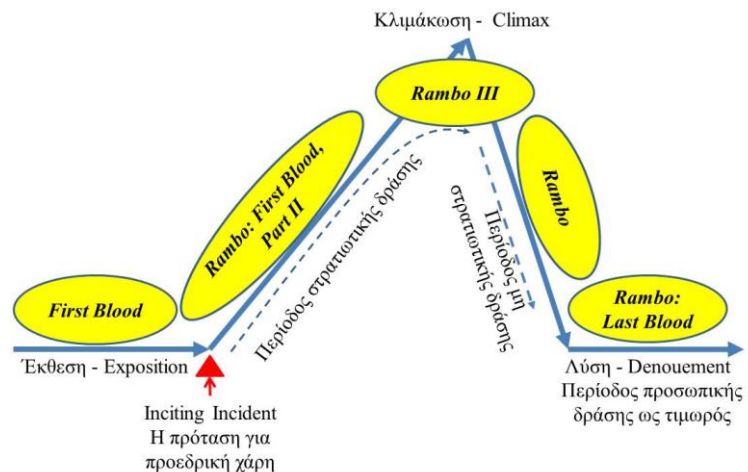 Κλιμάκωση - Climax
Rambo III
Rambo: First Blood,
Part II
Περίοδος στρατιωτικής δράσης
Περίοδος μη
στρατιωτικής δράσης
Rambo
First Blood
Rambo:
Last Blood
Έκθεση - Exposition
Inciting Incident
Η πρόταση για
προεδρική χάρη
Λύση - Denouement
Περίοδος προσωπικής
δράσης ως τιμωρός